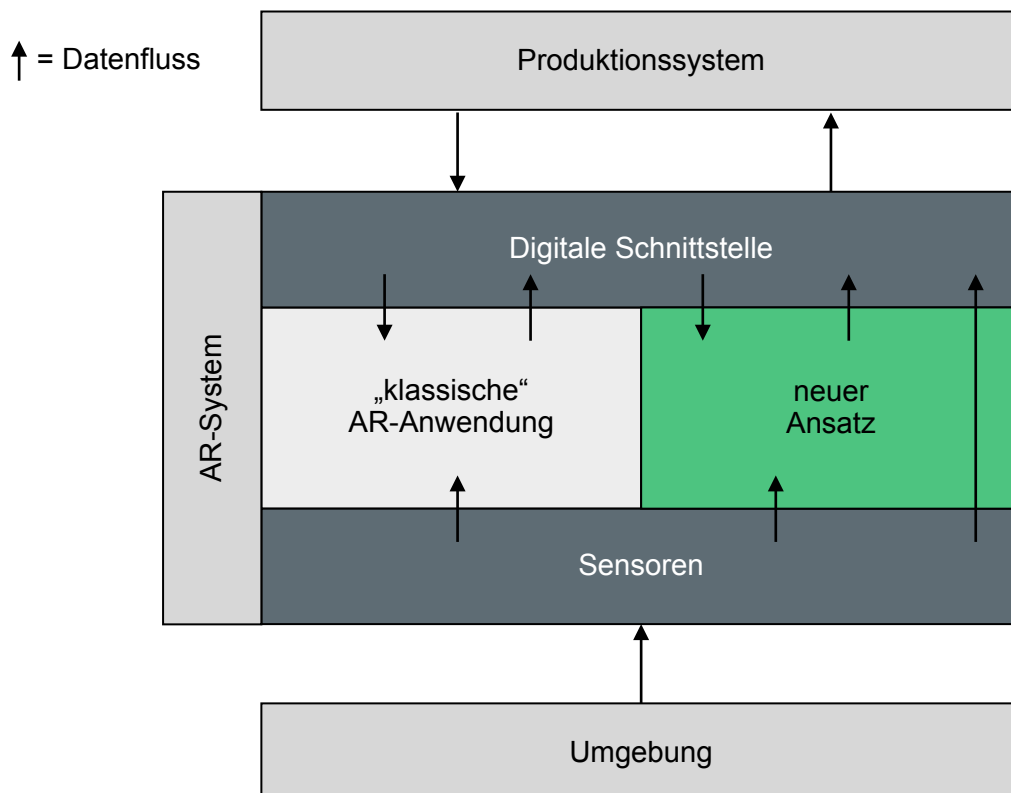 = Datenfluss
Produktionssystem
AR-System
Digitale Schnittstelle
„klassische“
AR-Anwendung
neuer
Ansatz
Sensoren
Umgebung